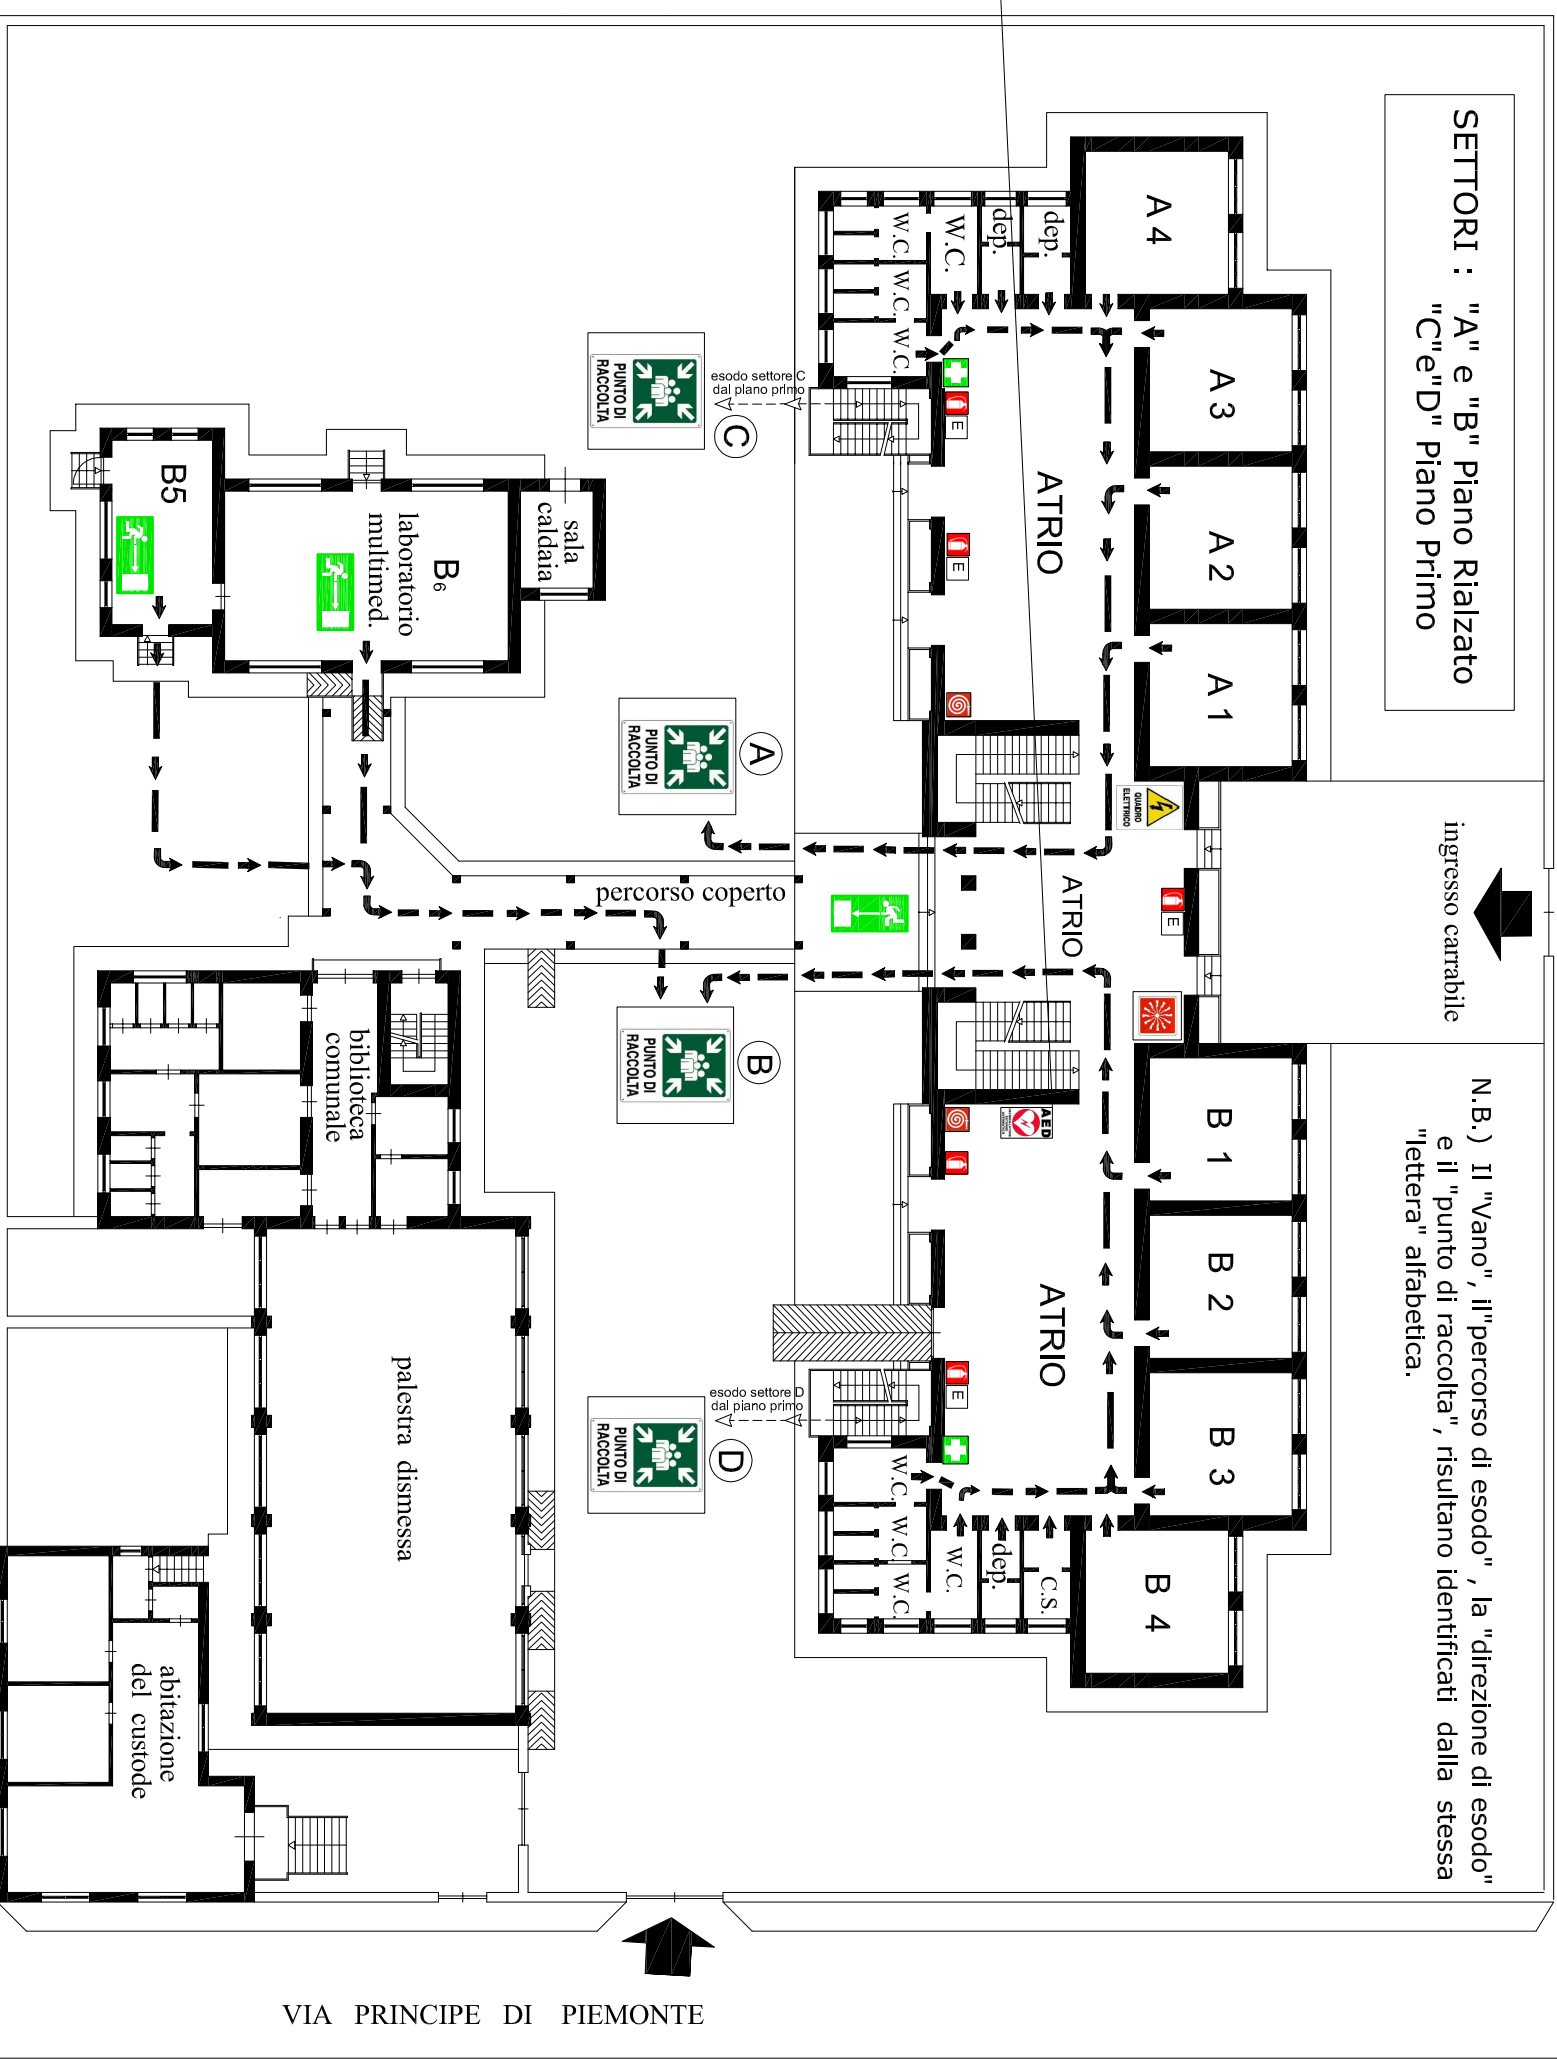 SETTORI : "A" e "B" Piano Rialzato
"C"e"D" Piano Primo
N.B.) Il "Vano", il"percorso di esodo" , la "direzione di esodo"
e il "punto di raccolta", risultano identificati dalla stessa
"lettera" alfabetica.
ingresso carrabile
A 4
A 3
A 2
A 1
B 1
B 2
B 3
B 4
QUADRO
ELETTRICO
E
dep.
dep.
W.C.
W.C.
W.C.
W.C.
ATRIO
ATRIO
ATRIO
AED
C.S.
dep.
W.C.
W.C.
W.C.
W.C.
E
E
E
esodo settore C
dal piano primo
C
PUNTO DI
RACCOLTA
A
PUNTO DI
RACCOLTA
percorso coperto
B
PUNTO DI
RACCOLTA
esodo settore D
dal piano primo
D
PUNTO DI
RACCOLTA
sala
caldaia
B6
laboratorio
multimed.
B5
biblioteca
comunale
palestra dismessa
abitazione
del custode
VIA PRINCIPE DI PIEMONTE